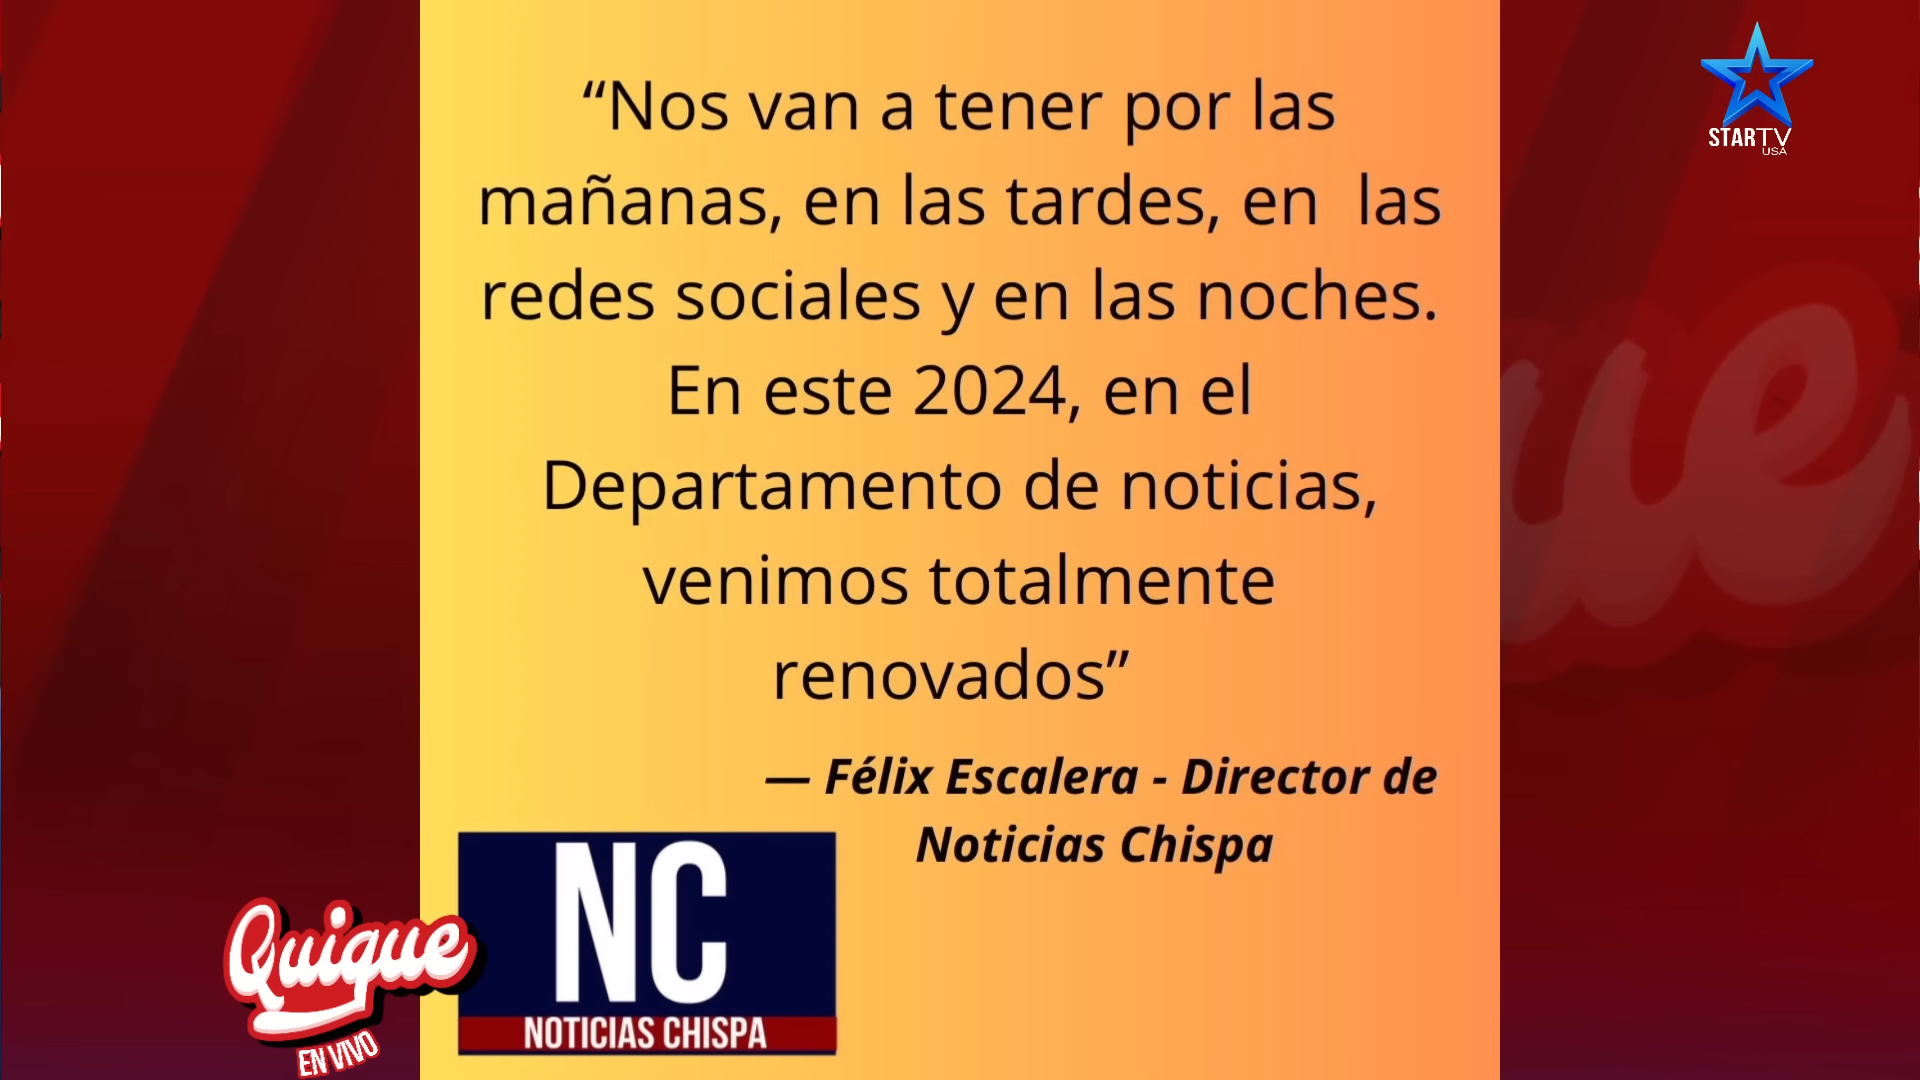 “Nos van a tener por las
mañanas, en las tardes, en  las
redes sociales y en las noches.
En este 2024, en el
Departamento de noticias,
venimos totalmente
renovados”
— Félix Escalera - Director de
Noticias Chispa
NC
NOTICIAS CHISPA
Quique
EN VIVO
STARTV
USA
ue